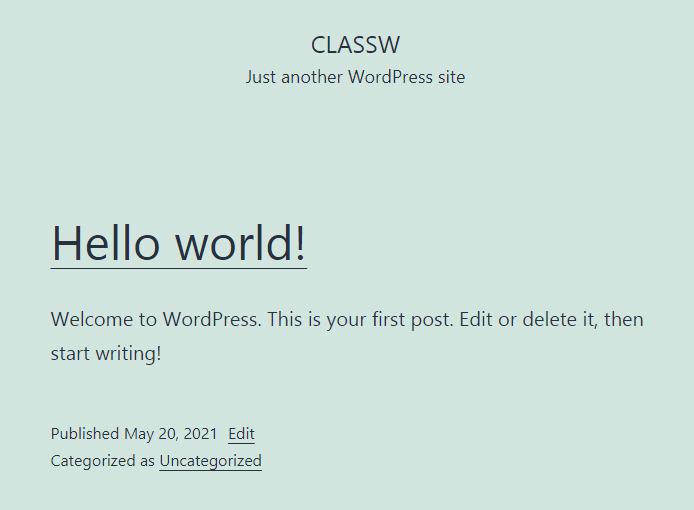 CLASSW
Just another WordPress site
Hello world!
Welcome to WordPress. This is your first post. Edit or delete it, then
start writing!
Published May 20, 2021 Edit
Categorized as Uncategorized